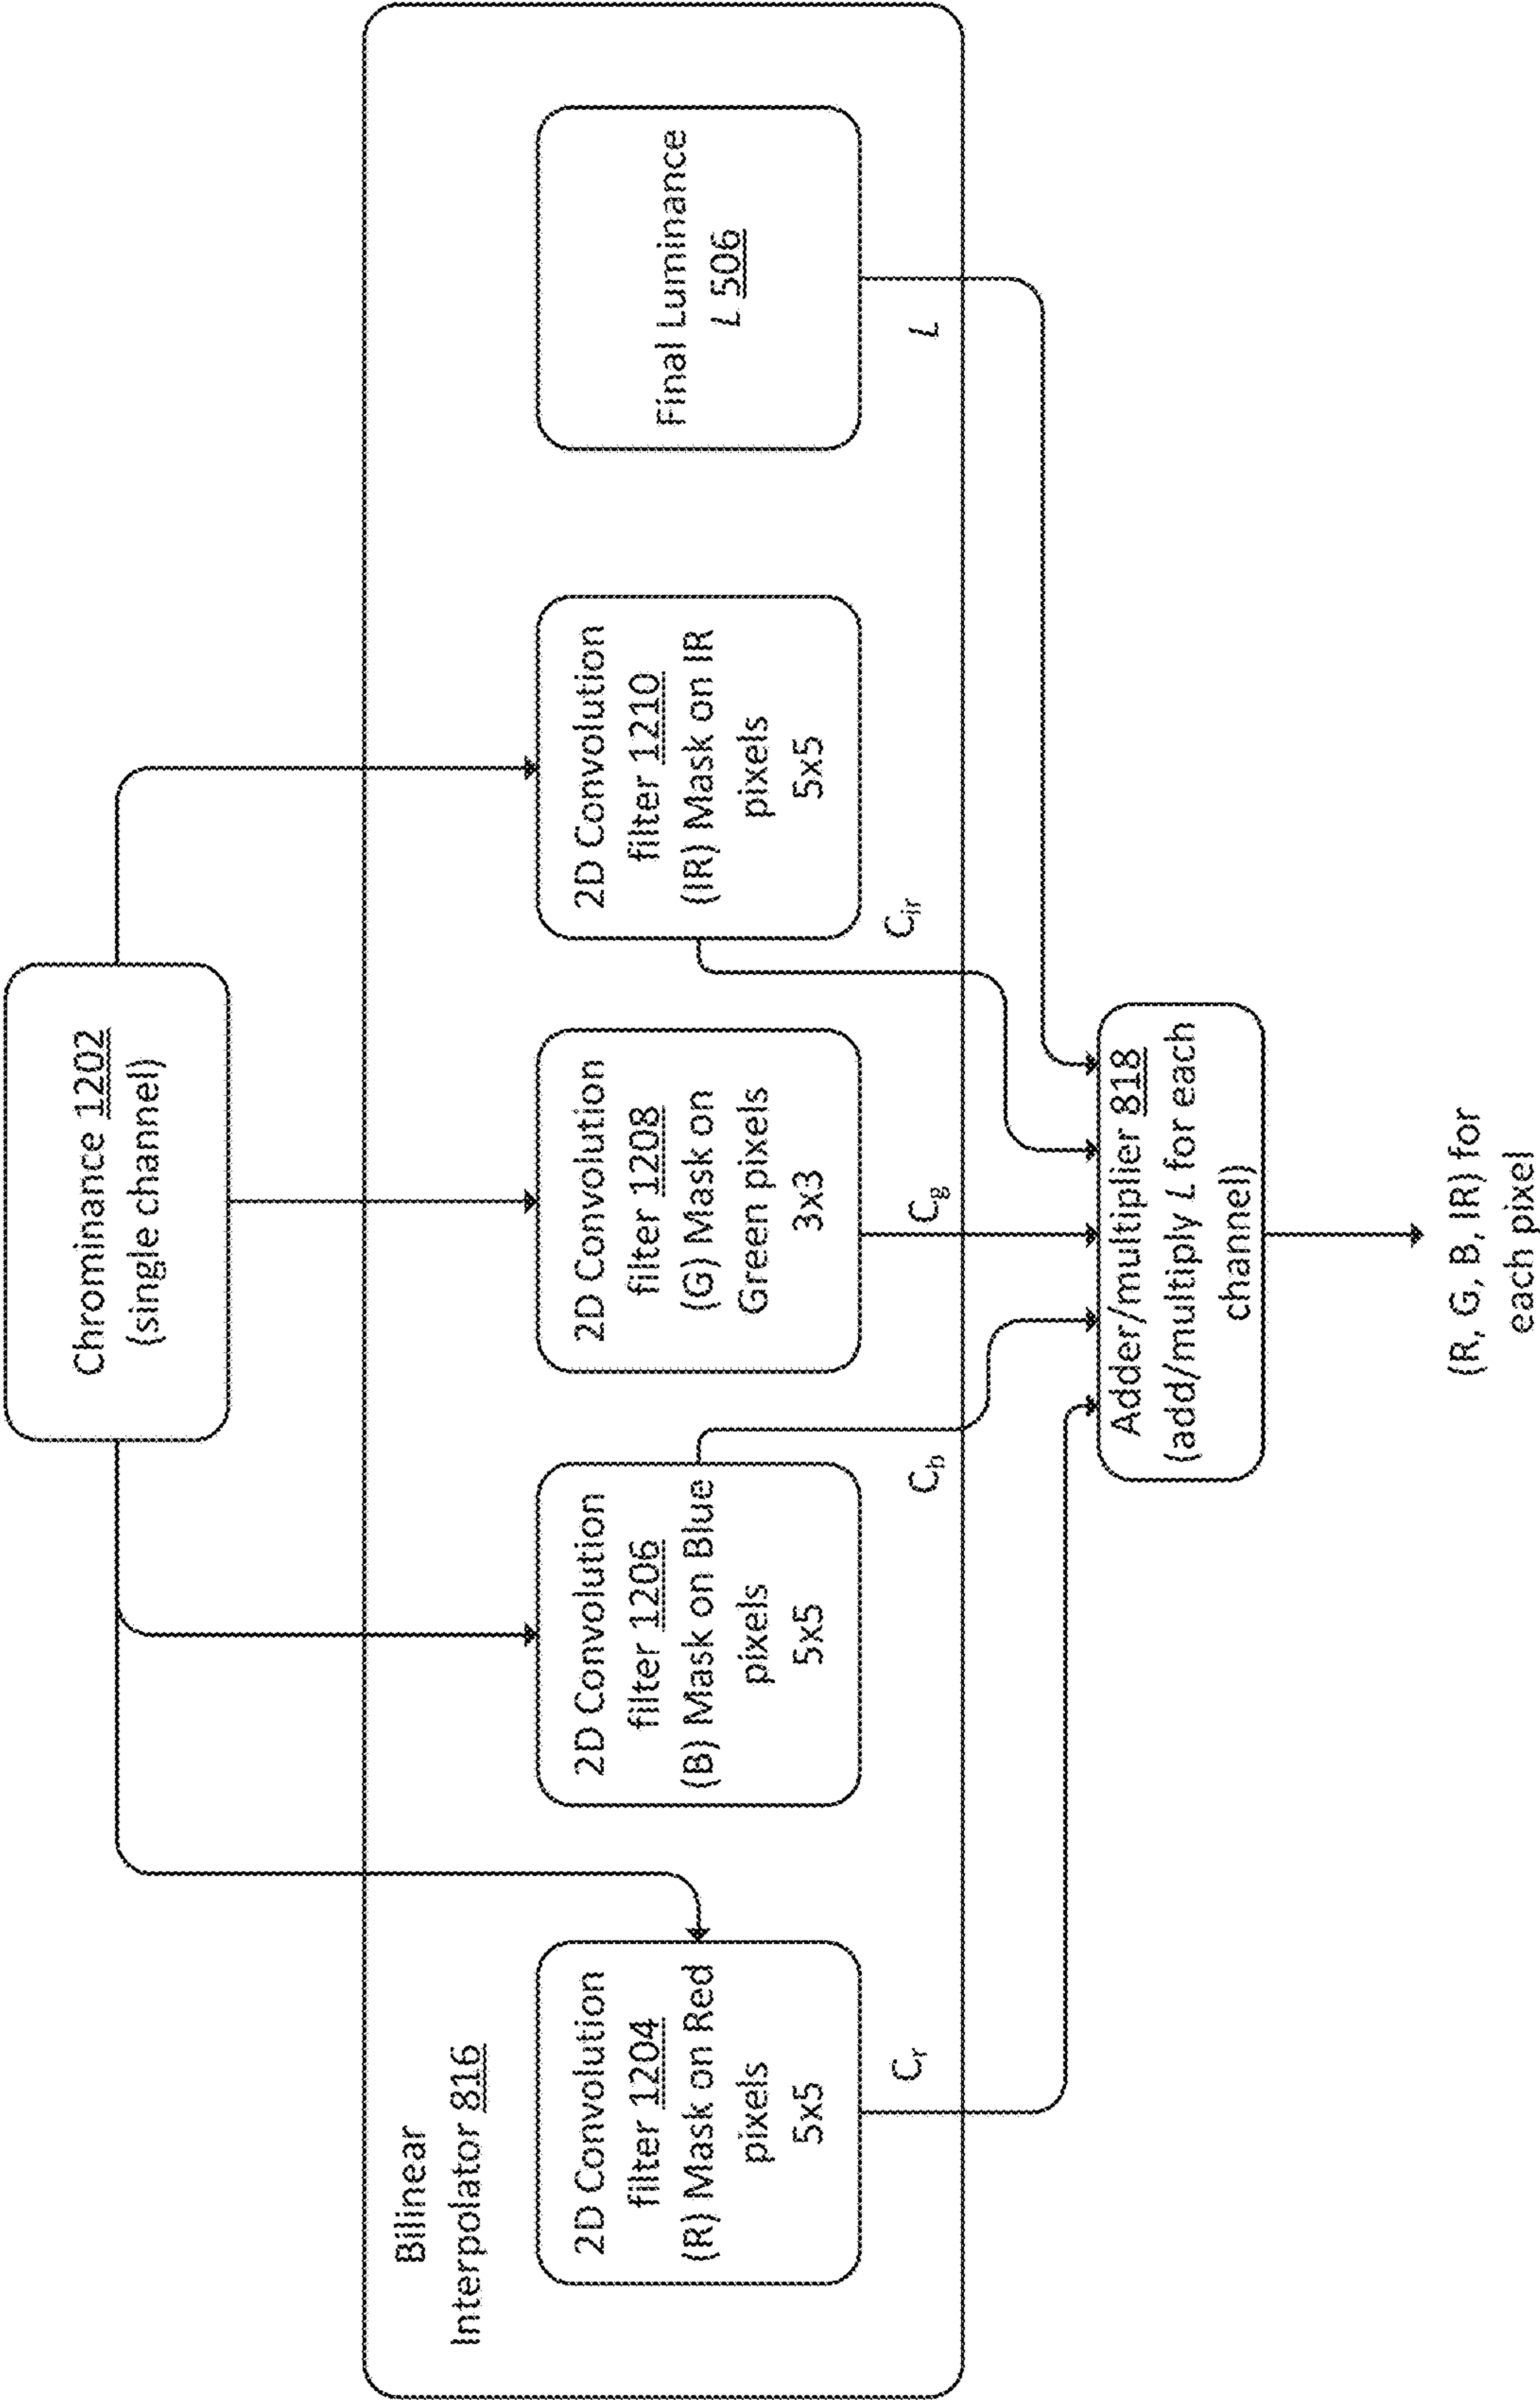 Chrominance 1202
(single channel)
Bilinear
Interpolator 816
2D Convolution
filter 1204
(R) Mask on Red
pixels
5x5
2D Convolution
filter 1206
(B) Mask on Blue
pixels
5x5
2D Convolution
filter 1208
(G) Mask on
Green pixels
3x3
2D Convolution
filter 1210
(IR) Mask on IR
pixels
5x5
Final Luminance
L 506
Cr
Cb
Cg
Cir
L
Adder/multiplier 818
(add/multiply L for each
channel)
(R, G, B, IR) for
each pixel